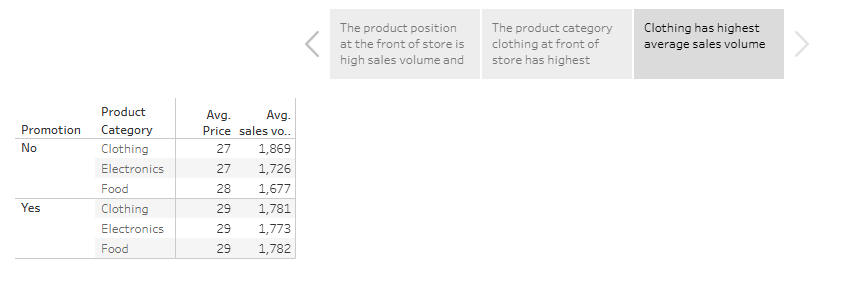 The product position
at the front of store is
high sales volume and
The product category
clothing at front of
store has highest
Clothing has highest
average sales volume
Promotion Product Category Avg. Price Avg. sales vo..
No Clothing 27 1,869
Electronics 27 1,726
Food 28 1,677
Yes Clothing 29 1,781
Electronics 29 1,773
Food 29 1,782